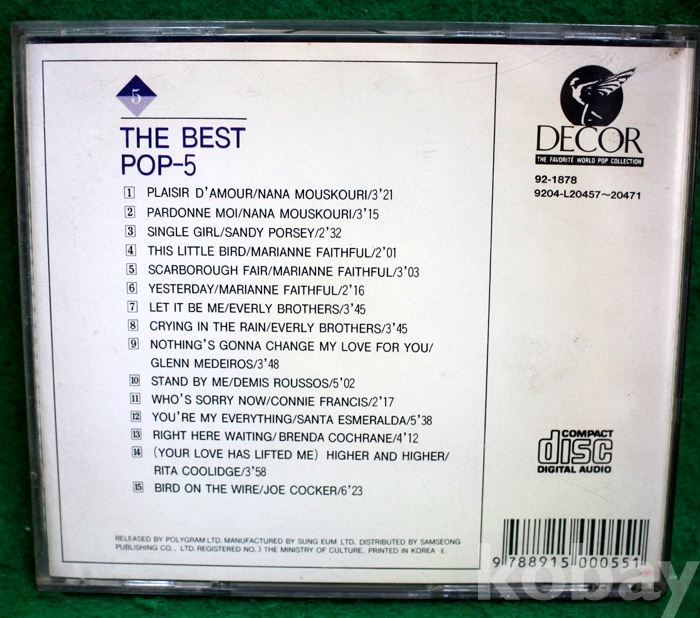 5
THE BEST
POP-5
1 PLAISIR D'AMOUR/NANA MOUSKOURI/3'21
2 PARDONNE MOI/NANA MOUSKOURI/3'15
3 SINGLE GIRL/SANDY PORSEY/2'32
4 THIS LITTLE BIRD/MARIANNE FAITHFUL/2'01
5 SCARBOROUGH FAIR/MARIANNE FAITHFUL/3'03
6 YESTERDAY/MARIANNE FAITHFUL/2'16
7 LET IT BE ME/EVERLY BROTHERS/3'45
8 CRYING IN THE RAIN/EVERLY BROTHERS/3'45
9 NOTHING'S GONNA CHANGE MY LOVE FOR YOU/
GLENN MEDEIROS/3'48
10 STAND BY ME/DEMIS ROUSSOS/5'02
11 WHO'S SORRY NOW/CONNIE FRANCIS/2'17
12 YOU'RE MY EVERYTHING/SANTA ESMERALDA/5'38
13 RIGHT HERE WAITING/BRENDA COCHRANE/4'12
14 (YOUR LOVE HAS LIFTED ME) HIGHER AND HIGHER/
RITA COOLIDGE/3'58
15 BIRD ON THE WIRE/JOE COCKER/6'23
RELEASED BY POLYGRAM LTD. MANUFACTURED BY SUNG EUM LTD. DISTRIBUTED BY SAMSEONG
PUBLISHING CO., LTD. REGISTERED NO. THE MINISTRY OF CULTURE. PRINTED IN KOREA
DECOR
THE FAVORITE WORLD POP COLLECTION
92-1878
9204-L20457~20471
COMPACT
disc
DIGITAL AUDIO
9 788915 000551
kobay